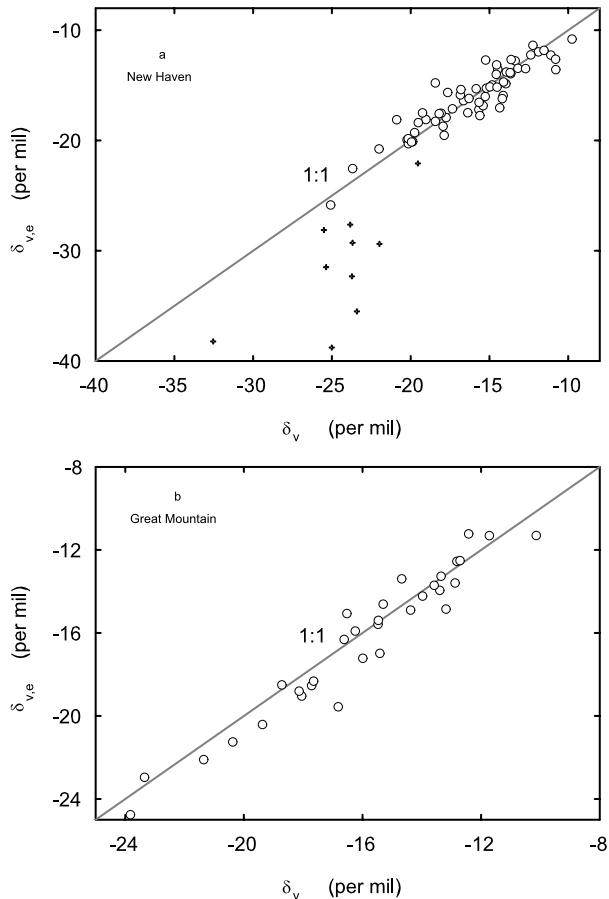 -10
a
New Haven
-20
1:1
δv,e (per mil)
-30
-40
-40 -35 -30 -25 -20 -15 -10
δv (per mil)
-8
b
Great Mountain
-12
1:1
-16
δv,e (per mil)
-20
-24
-24 -20 -16 -12 -8
δv (per mil)